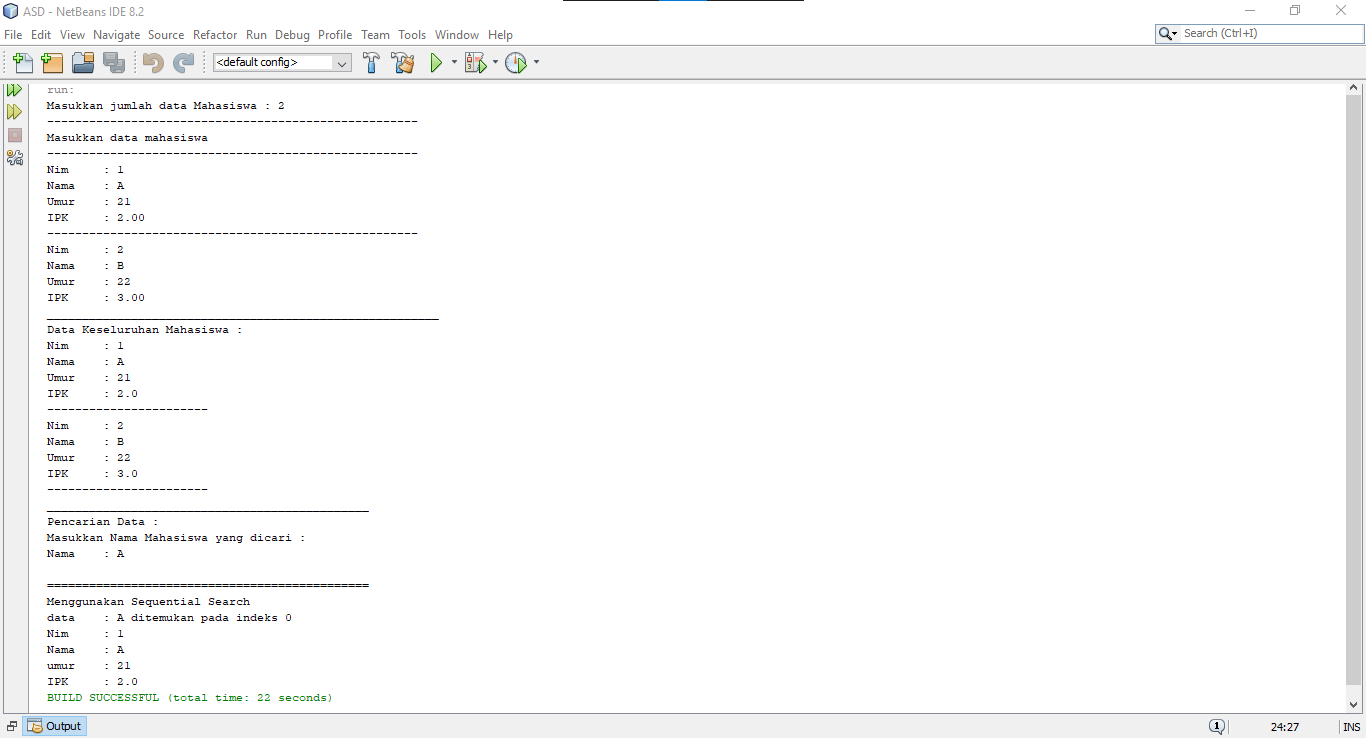 ASD - NetBeans IDE 8.2
File Edit View Navigate Source Refactor Run Debug Profile Team Tools Window Help
Search (Ctrl+I)
<default config>
run:
Masukkan jumlah data Mahasiswa : 2
-----------------------------------------------------
Masukkan data mahasiswa
-----------------------------------------------------
Nim : 1
Nama : A
Umur : 21
IPK : 2.00
-----------------------------------------------------
Nim : 2
Nama : B
Umur : 22
IPK : 3.00
________________________________________________________
Data Keseluruhan Mahasiswa :
Nim : 1
Nama : A
Umur : 21
IPK : 2.0
-----------------------
Nim : 2
Nama : B
Umur : 22
IPK : 3.0
-----------------------
______________________________________________
Pencarian Data :
Masukkan Nama Mahasiswa yang dicari :
Nama : A
==============================================
Menggunakan Sequential Search
data : A ditemukan pada indeks 0
Nim : 1
Nama : A
umur : 21
IPK : 2.0
BUILD SUCCESSFUL (total time: 22 seconds)
Output
1
24:27
INS